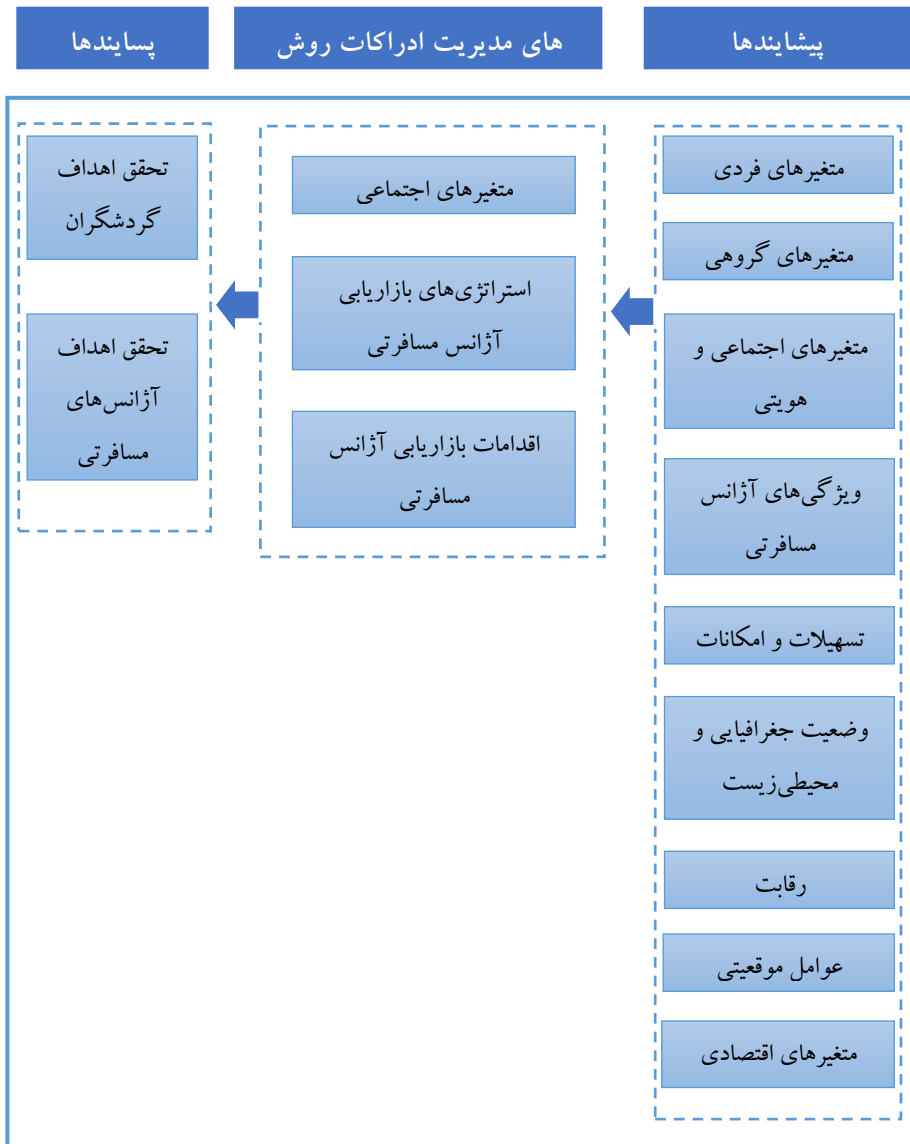 پیشایندها
های مدیریت ادراکات روش
پسایندها
متغیرهای فردی
متغیرهای گروهی
متغیرهای اجتماعی و
هویتی
ویژگی‌های آژانس
مسافرتی
تسهیلات و امکانات
وضعیت جغرافیایی و
محیطی‌زیست
رقابت
عوامل موقعیتی
متغیرهای اقتصادی
متغیرهای اجتماعی
استراتژی‌های بازاریابی
آژانس مسافرتی
اقدامات بازاریابی آژانس
مسافرتی
تحقق اهداف
گردشگران
تحقق اهداف
آژانس‌های
مسافرتی